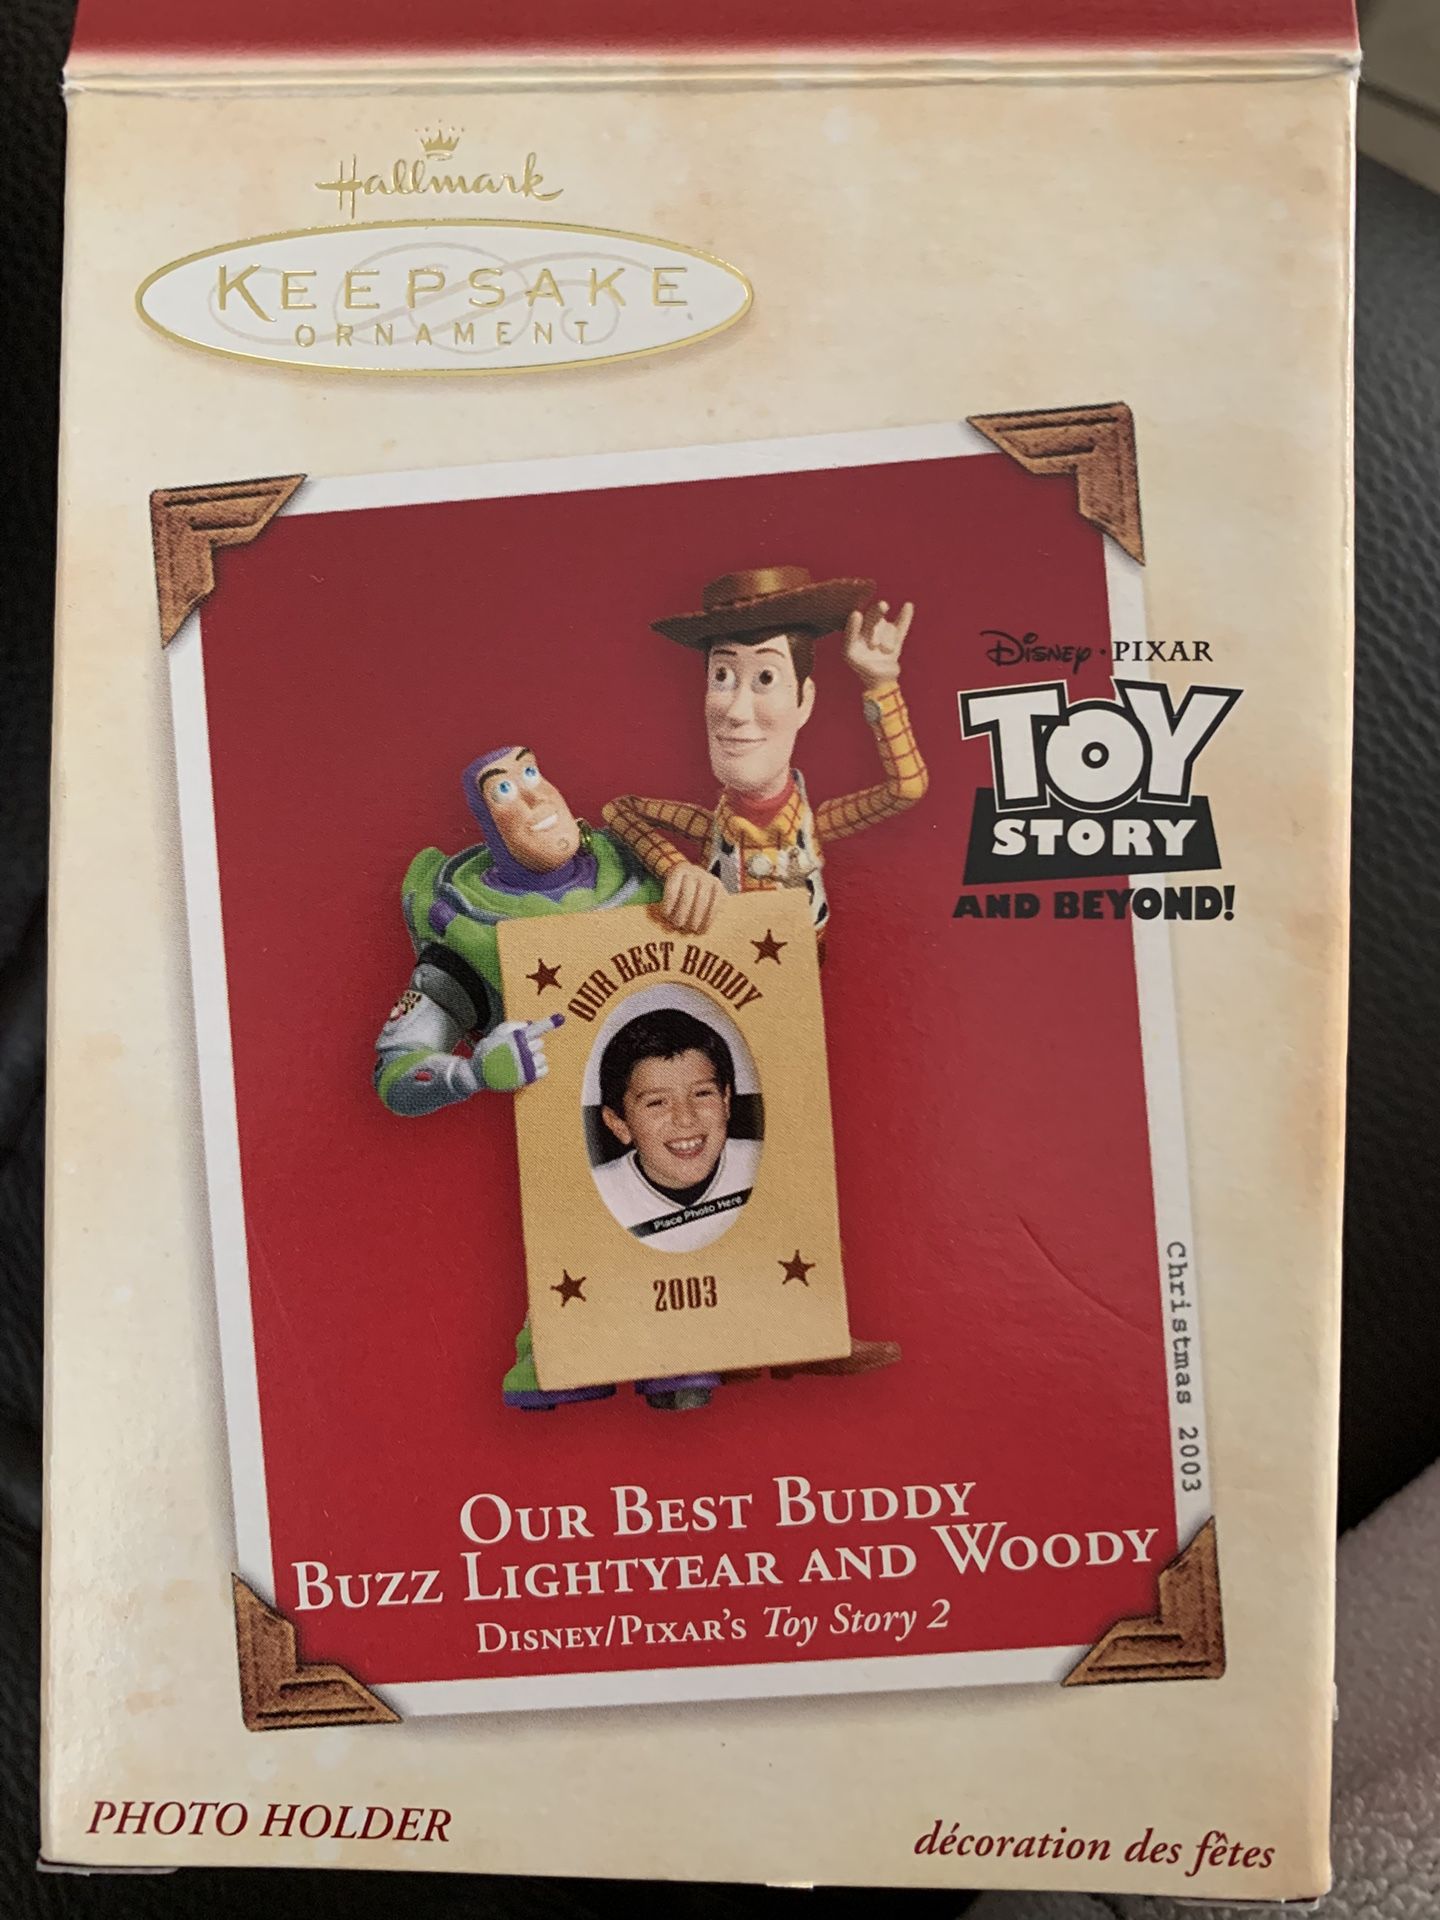 Hallmark
KEEPSAKE
ORNAMENT
Disney · PIXAR
TOY
STORY
AND BEYOND!
OUR BEST BUDDY
Place Photo Here
2003
Christmas 2003
OUR BEST BUDDY
BUZZ LIGHTYEAR AND WOODY
DISNEY/PIXAR'S Toy Story 2
PHOTO HOLDER
décoration des fêtes